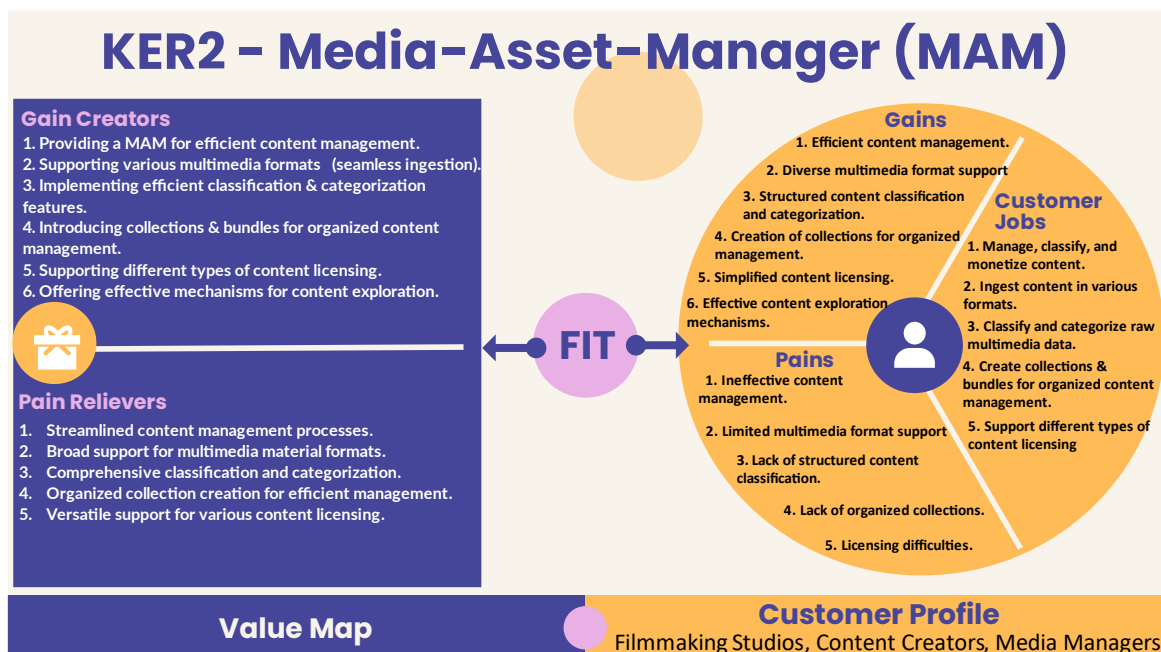 KER2 - Media-Asset-Manager (MAM)
Gain Creators
1. Providing a MAM for efficient content management.
2. Supporting various multimedia formats (seamless ingestion).
3. Implementing efficient classification & categorization
features.
4. Introducing collections & bundles for organized content
management.
5. Supporting different types of content licensing.
6. Offering effective mechanisms for content exploration.
Pain Relievers
1. Streamlined content management processes.
2. Broad support for multimedia material formats.
3. Comprehensive classification and categorization.
4. Organized collection creation for efficient management.
5. Versatile support for various content licensing.
FIT
Gains
1. Efficient content management.
2. Diverse multimedia format support
3. Structured content classification
and categorization.
4. Creation of collections for organized
management.
5. Simplified content licensing.
6. Effective content exploration
mechanisms.
Customer
Jobs
1. Manage, classify, and
monetize content.
2. Ingest content in various
formats.
3. Classify and categorize raw
multimedia data.
4. Create collections &
bundles for organized content
management.
5. Support different types of
content licensing
Pains
1. Ineffective content
management.
2. Limited multimedia format support
3. Lack of structured content
classification.
4. Lack of organized collections.
5. Licensing difficulties.
Value Map
Customer Profile
Filmmaking Studios, Content Creators, Media Managers